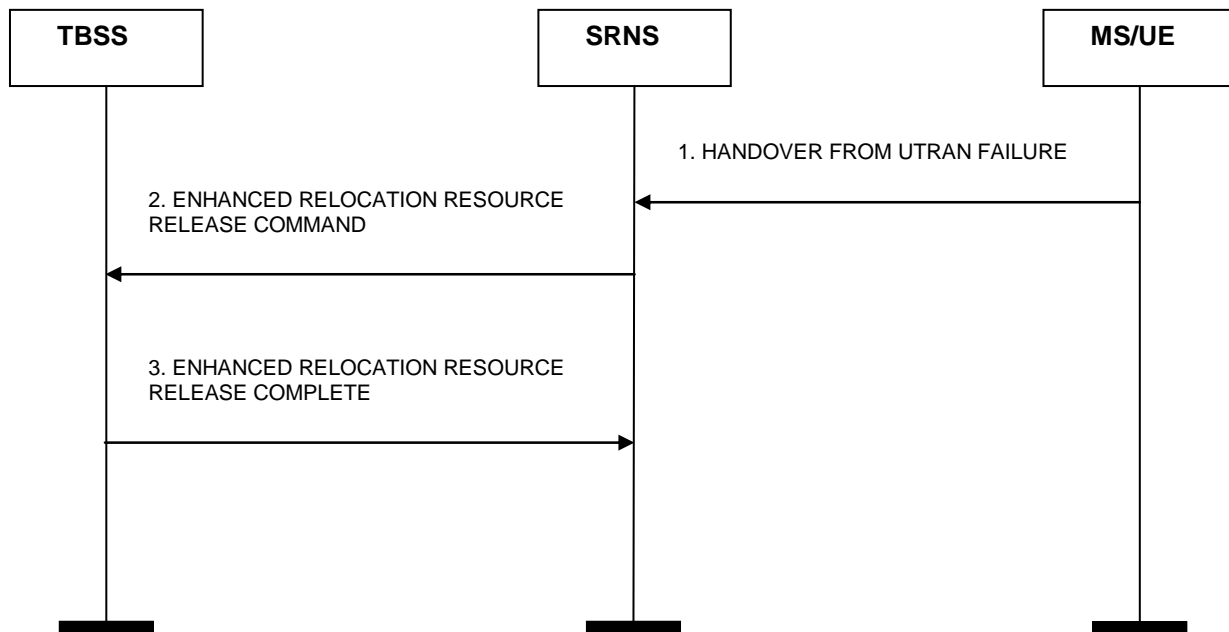 TBSS
SRNS
MS/UE
1. HANDOVER FROM UTRAN FAILURE
2. ENHANCED RELOCATION RESOURCE
RELEASE COMMAND
3. ENHANCED RELOCATION RESOURCE
RELEASE COMPLETE